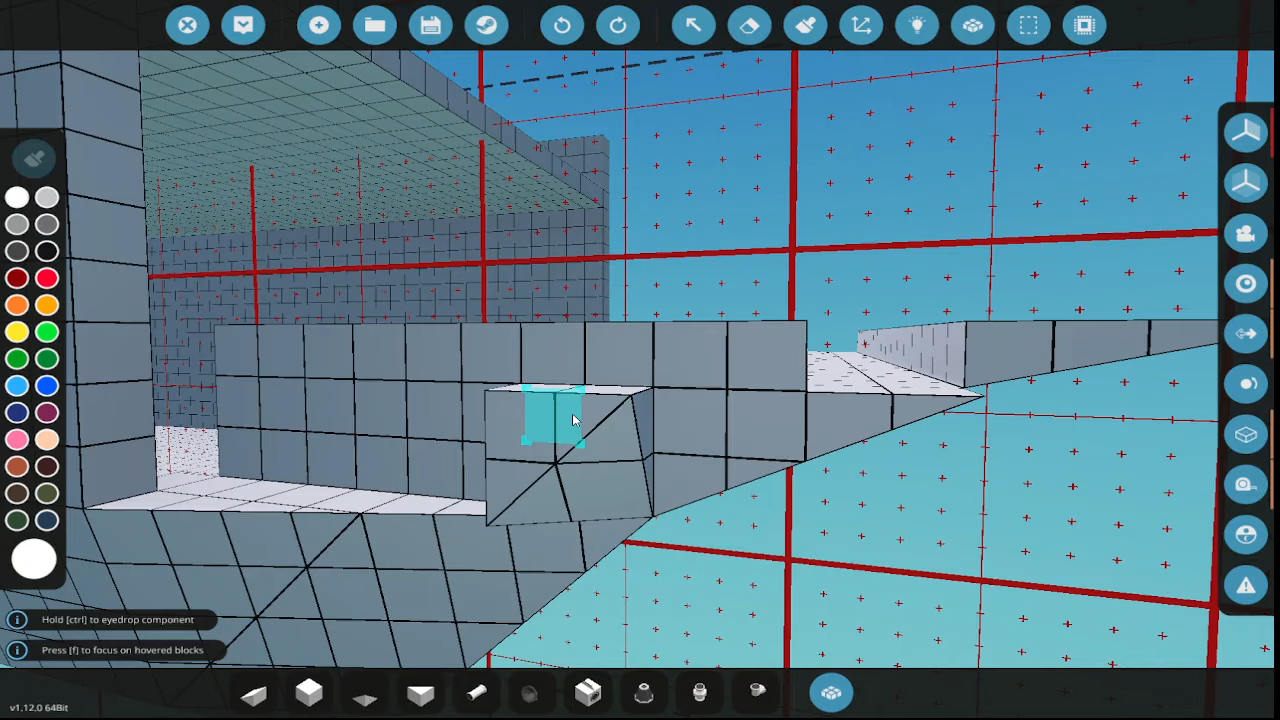 Hold [ctrl] to eyedrop component
Press [f] to focus on hovered blocks
v1.12.0 64Bit